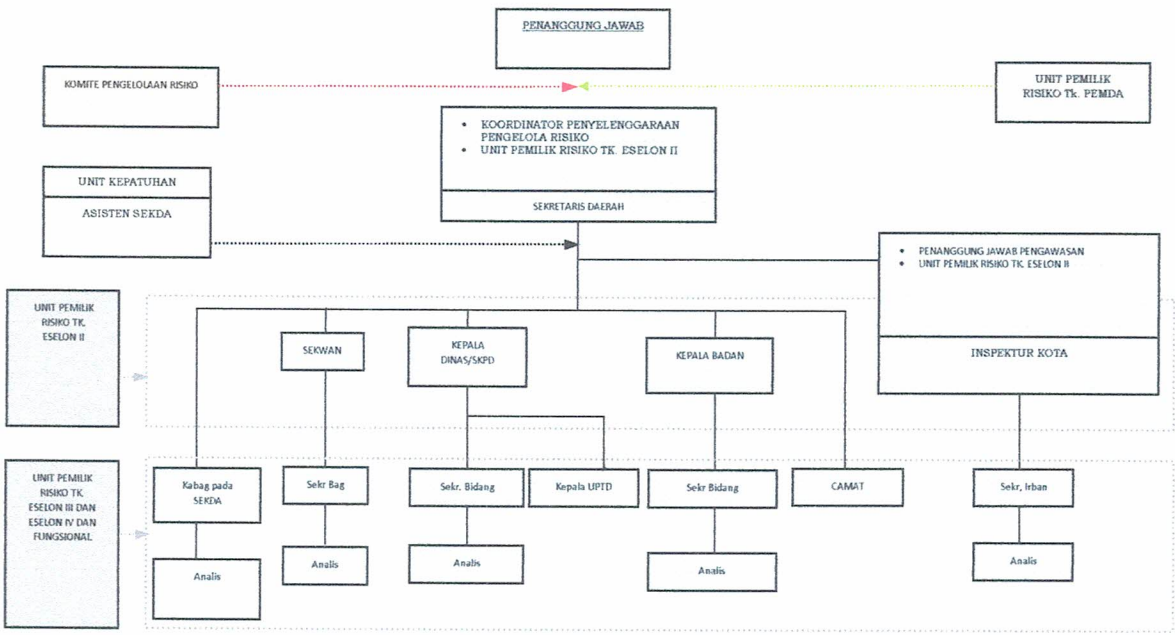 PENANGGUNG JAWAB
KOMITE PENGELOLAAN RISIKO
UNIT PEMILIK
RISIKO Tk. PEMDA
• KOORDINATOR PENYELENGGARAAN
PENGELOLA RISIKO
• UNIT PEMILIK RISIKO TK. ESELON II
SEKRETARIS DAERAH
UNIT KEPATUHAN
ASISTEN SEKDA
• PENANGGUNG JAWAB PENGAWASAN
• UNIT PEMILIK RISIKO TK. ESELON II
INSPEKTUR KOTA
UNIT PEMILIK
RISIKO TK.
ESELON II
SEKWAN
KEPALA
DINAS/SKPD
KEPALA BADAN
UNIT PEMILIK
RISIKO TK.
ESELON III DAN
ESELON IV DAN
FUNGSIONAL
Kabag pada
SEKDA
Sekr Bag
Sekr. Bidang
Kepala UPTD
Sekr Bidang
CAMAT
Sekr, Irban
Analis
Analis
Analis
Analis
Analis